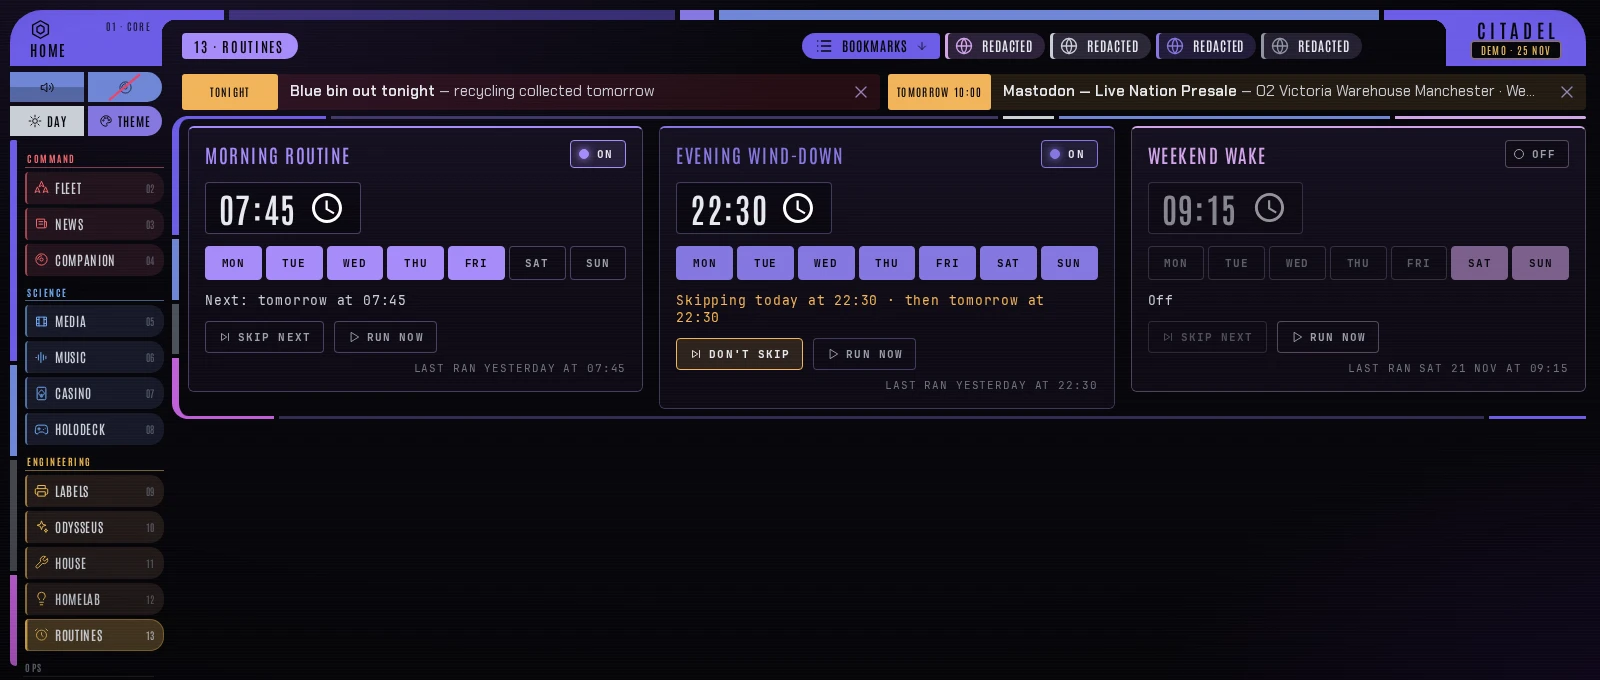 HOME
01 · CORE
13 · ROUTINES
BOOKMARKS
REDACTED
REDACTED
REDACTED
REDACTED
CITADEL
DEMO · 25 NOV
TONIGHT
Blue bin out tonight — recycling collected tomorrow
TOMORROW 10:00
Mastodon — Live Nation Presale — O2 Victoria Warehouse Manchester · We...
DAY
THEME
COMMAND
FLEET 02
NEWS 03
COMPANION 04
SCIENCE
MEDIA 05
MUSIC 06
CASINO 07
HOLODECK 08
ENGINEERING
LABELS 09
ODYSSEUS 10
HOUSE 11
HOMELAB 12
ROUTINES 13
OPS
MORNING ROUTINE
ON
07:45
MON TUE WED THU FRI SAT SUN
Next: tomorrow at 07:45
SKIP NEXT
RUN NOW
LAST RAN YESTERDAY AT 07:45
EVENING WIND-DOWN
ON
22:30
MON TUE WED THU FRI SAT SUN
Skipping today at 22:30 · then tomorrow at
22:30
DON'T SKIP
RUN NOW
LAST RAN YESTERDAY AT 22:30
WEEKEND WAKE
OFF
09:15
MON TUE WED THU FRI SAT SUN
Off
SKIP NEXT
RUN NOW
LAST RAN SAT 21 NOV AT 09:15